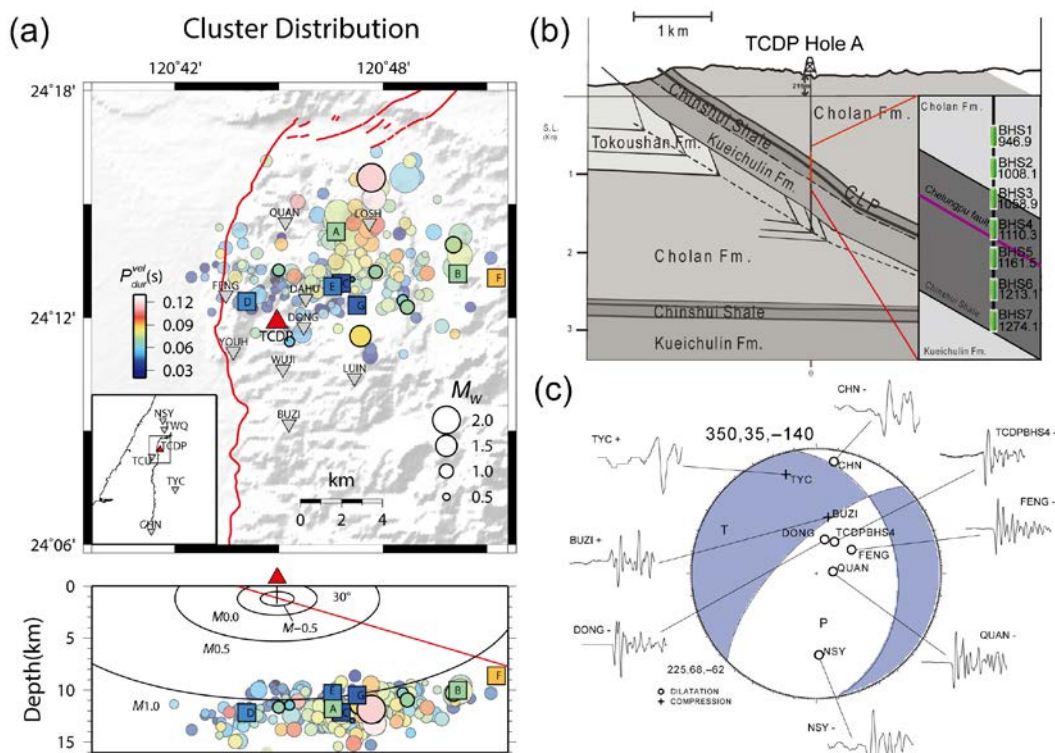 (a)
Cluster Distribution
120°42'
120°48'
24°18'
24°12'
24°06'
QUAN
LOSH
A
B
F
E
C
G
D
FENG
DAHU
DONG
TCDP
YOUH
WUJI
LUIN
BUZI
P_dur^vel(s)
0.12
0.09
0.06
0.03
M_W
2.0
1.5
1.0
0.5
km
0 2 4
NSY
TWQ
TCDP
TYC
CHN
Depth(km)
0
5
10
15
30°
M0.0
M−0.5
M0.5
M1.0
E
G
B
F
D
A
C
(b)
1 km
TCDP Hole A
S.L.
(Km)
1
2
3
0
Chinshui Shale
Cholan Fm.
Tokoushan Fm.
Kueichulin Fm.
Cholan Fm.
Chinshui Shale
Kueichulin Fm.
Cholan Fm.
Chelungpu fault
Chinshui Shale
Kueichulin Fm.
BHS1
946.9
BHS2
1008.1
BHS3
1058.9
BHS4
1110.3
BHS5
1161.5
BHS6
1213.1
BHS7
1274.1
(c)
350,35,−140
CHN -
TYC +
TCDPBHS4 -
FENG -
BUZI +
DONG -
QUAN -
NSY -
CHN
TYC
BUZI
DONG
TCDPBHS4
FENG
QUAN
T
P
NSY
225,68,−62
DILATATION
COMPRESSION